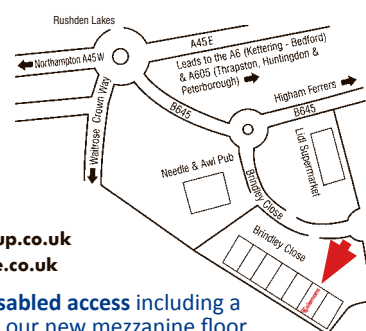 Rushden Lakes
A45E
Northampton A45W
Leads to the A6 (Kettering - Bedford)
& A605 (Thrapston, Huntingdon &
Peterborough)
Higham Ferrers
B645
B645
Waitrose Crown Way
Needle & Awl Pub
Lidl Supermarket
Brindley Close
Brindley Close
up.co.uk
e.co.uk
sabled access including a
our new mezzanine floor